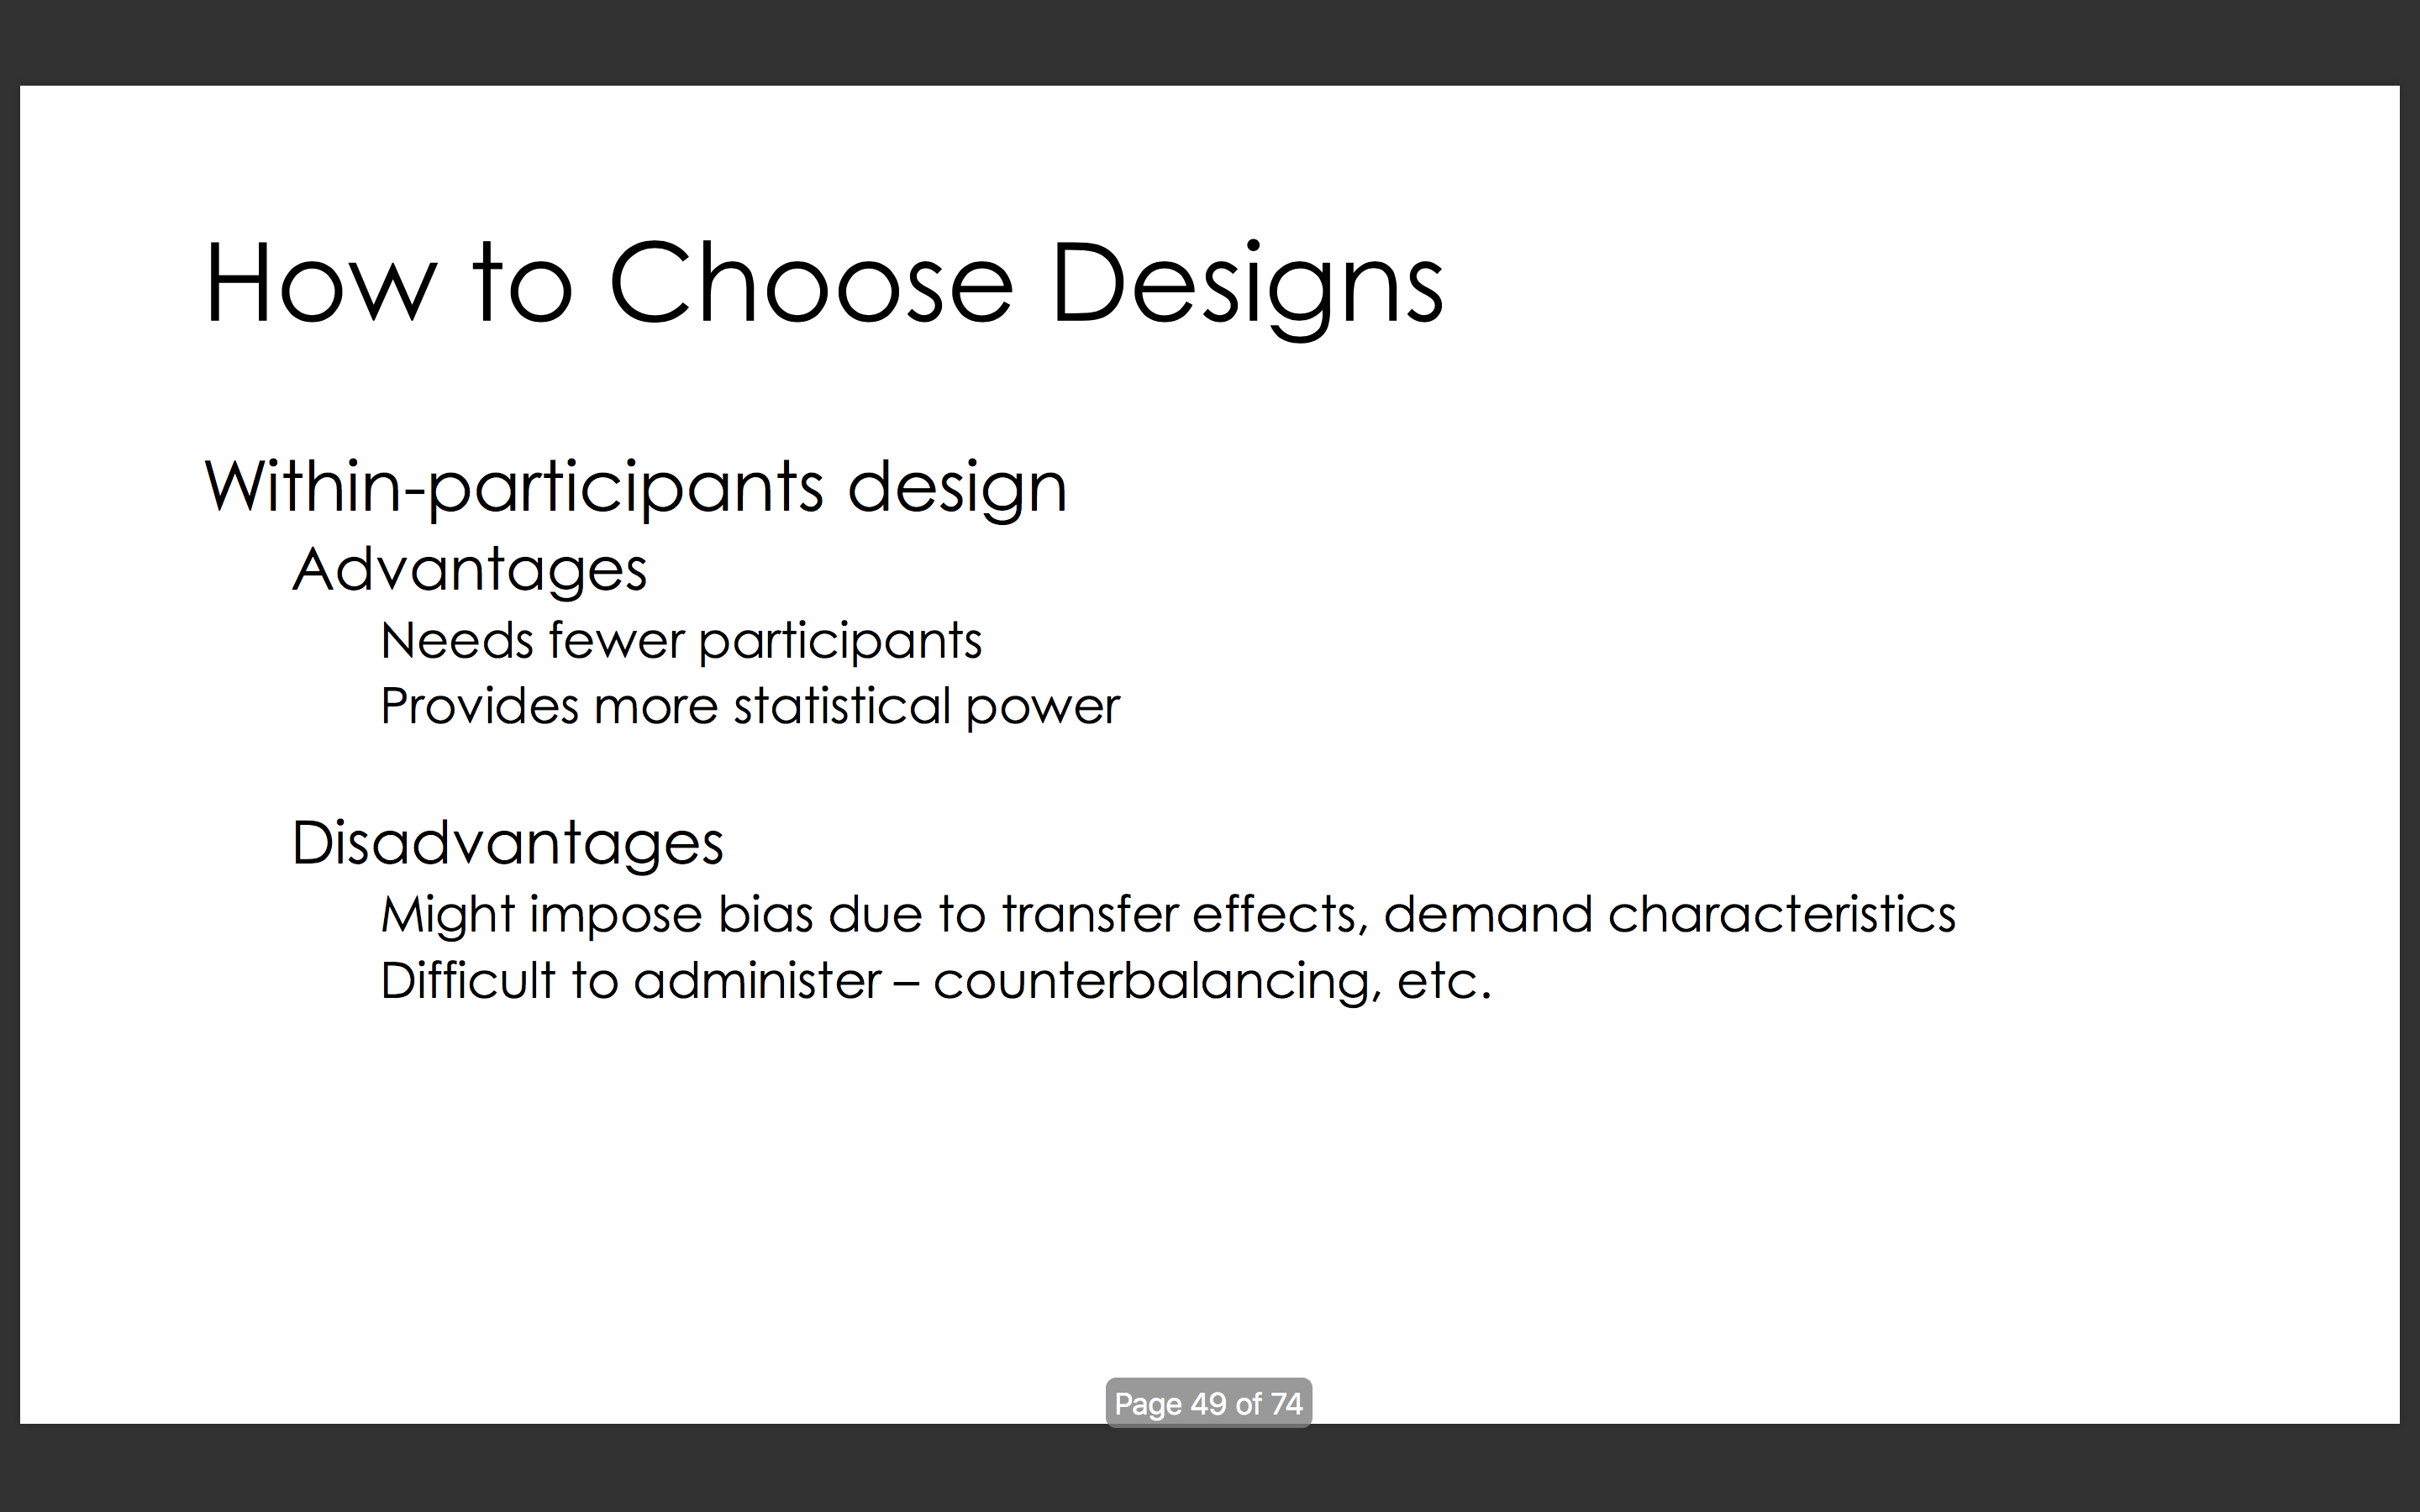 How to Choose Designs
Within-participants design
Advantages
Needs fewer participants
Provides more statistical power
Disadvantages
Might impose bias due to transfer effects, demand characteristics
Difficult to administer – counterbalancing, etc.
Page 49 of 74